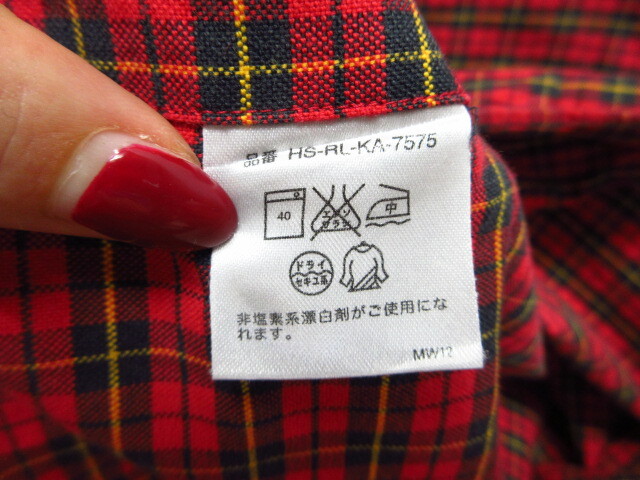 品番 HS-RL-KA-7575
40
エンソ
サラシ
中
ドライ
セキユ系
非塩素系漂白剤がご使用にな
れます。
MW12